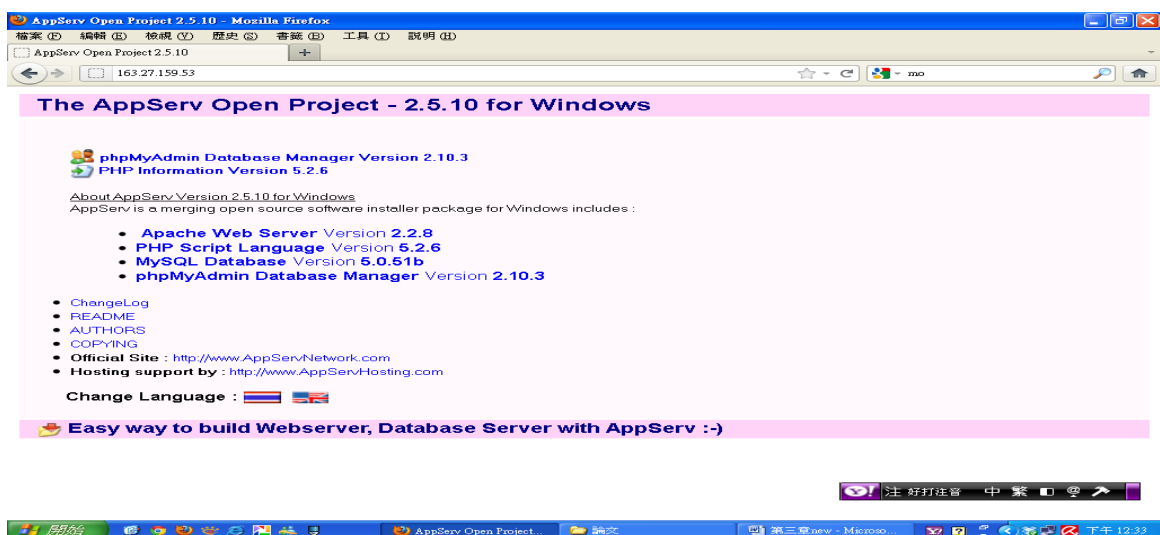 AppServ Open Project 2.5.10 - Mozilla Firefox
檔案(F) 編輯(E) 檢視(V) 歷史(S) 書籤(B) 工具(T) 說明(H)
AppServ Open Project 2.5.10 +
163.27.159.53 mo
The AppServ Open Project - 2.5.10 for Windows
phpMyAdmin Database Manager Version 2.10.3
PHP Information Version 5.2.6
About AppServ Version 2.5.10 for Windows
AppServ is a merging open source software installer package for Windows includes :
Apache Web Server Version 2.2.8
PHP Script Language Version 5.2.6
MySQL Database Version 5.0.51b
phpMyAdmin Database Manager Version 2.10.3
ChangeLog
README
AUTHORS
COPYING
Official Site : http://www.AppServNetwork.com
Hosting support by : http://www.AppServHosting.com
Change Language :
Easy way to build Webserver, Database Server with AppServ :-)
注 好打注音 中 繁
開始 AppServ Open Project... 論文 第三章new - Microso... 下午 12:33